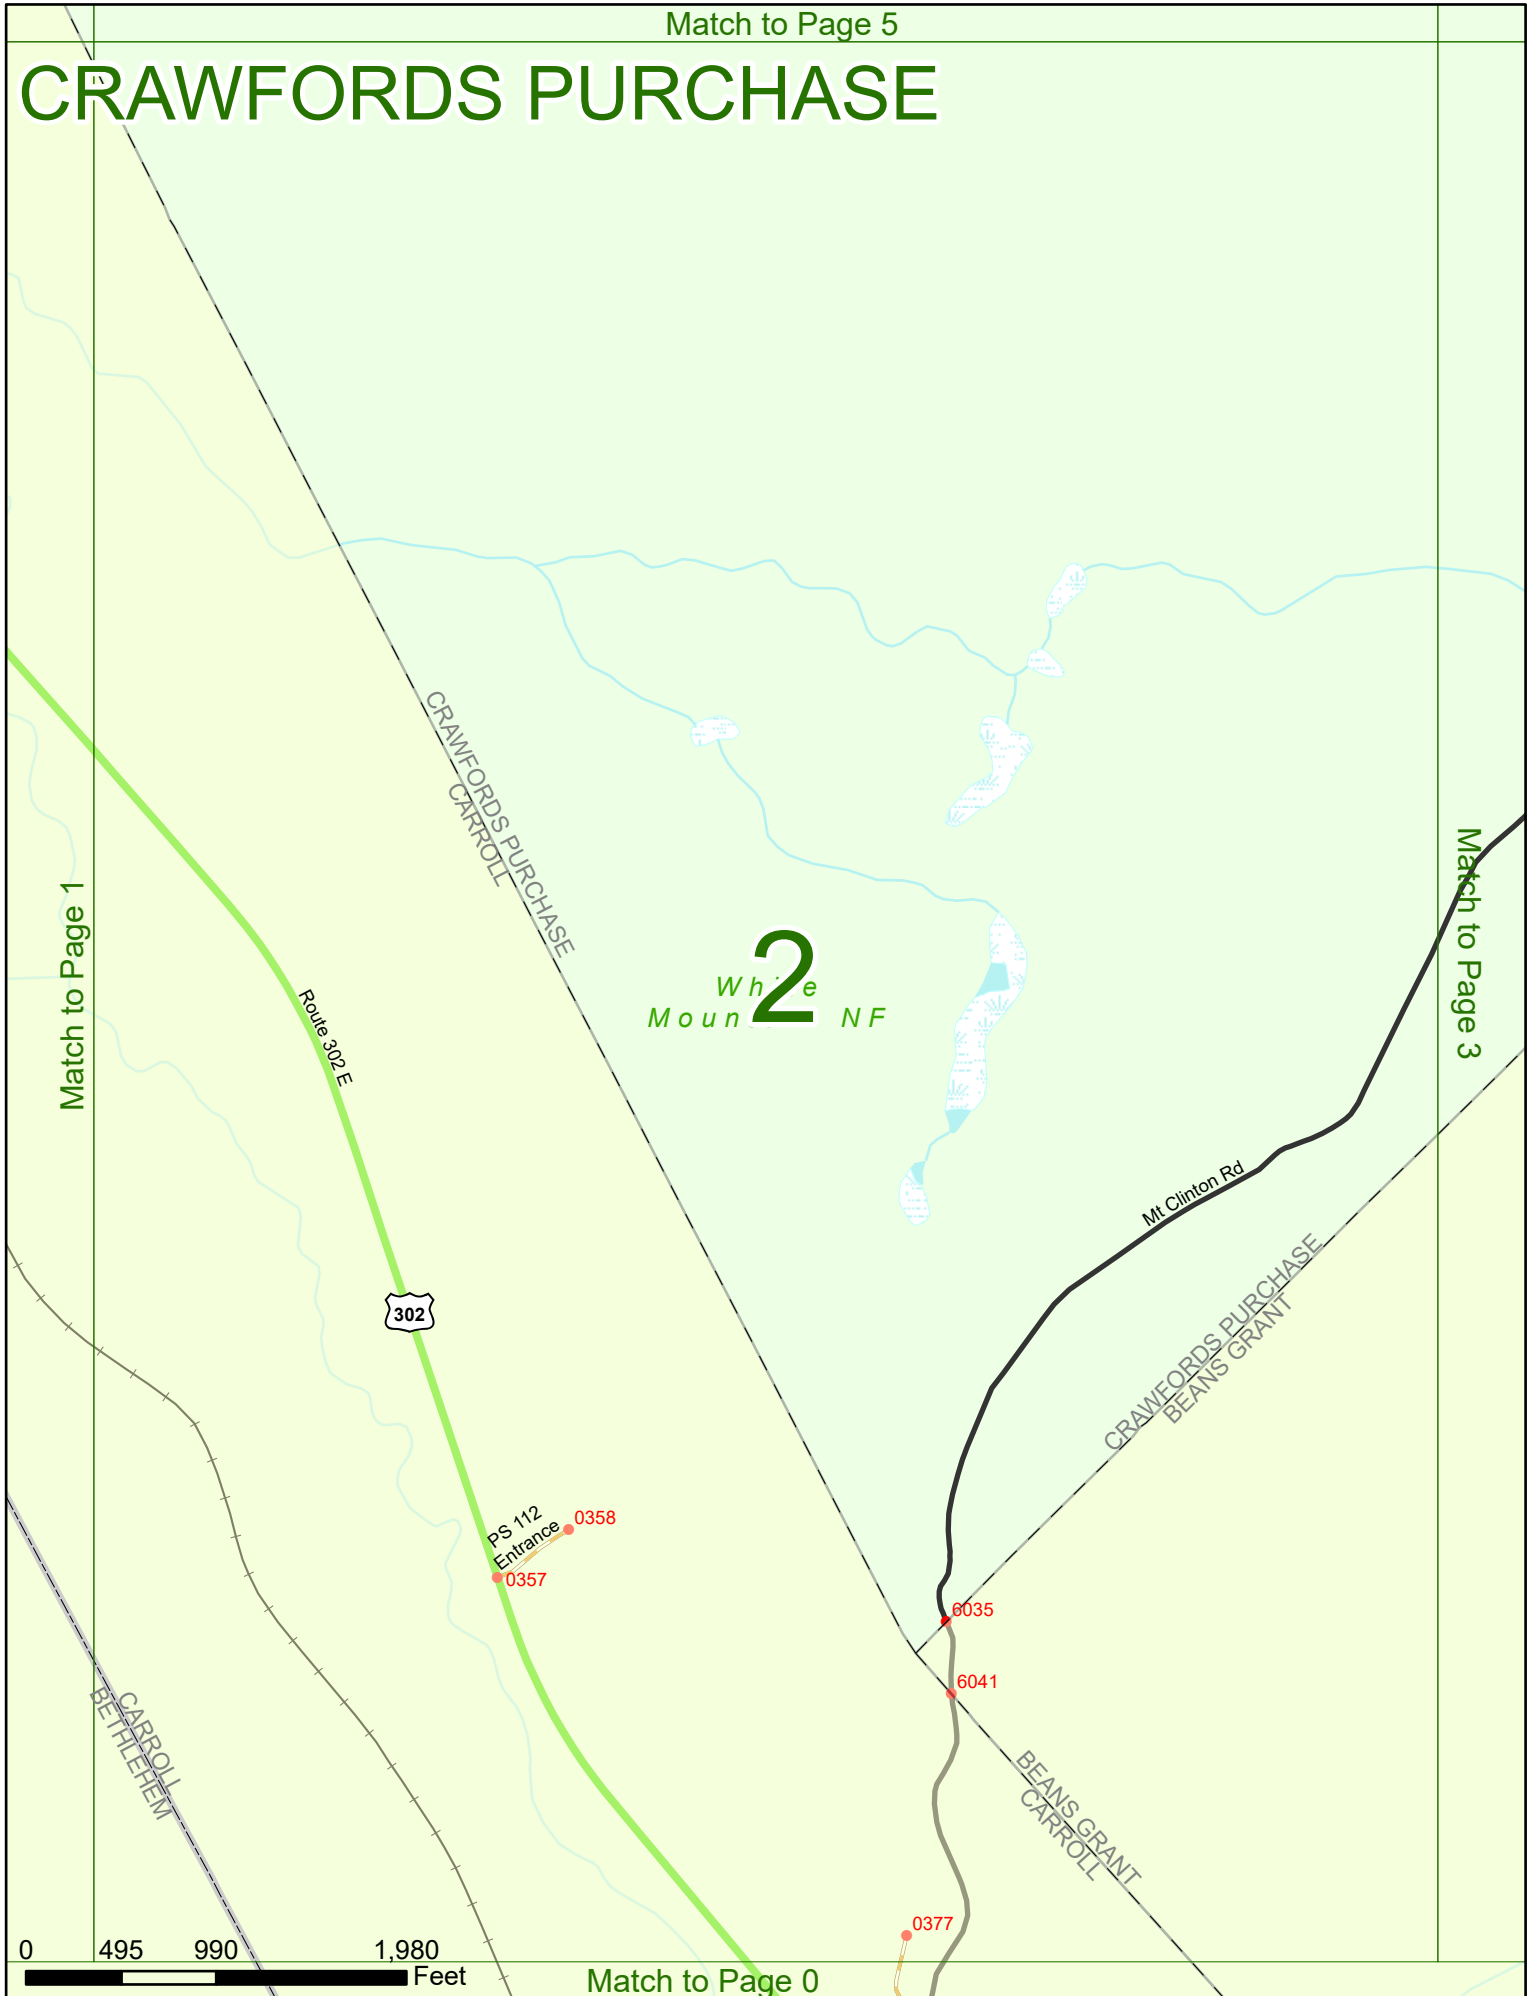 Match to Page 5
CRAWFORDS PURCHASE
CRAWFORDS PURCHASE
CARROLL
Match to Page 1
Match to Page 3
2
NF
Route 302 E
Mt Clinton Rd
302
CRAWFORDS PURCHASE
BEANS GRANT
PS 112
Entrance
0358
0357
6035
6041
CARROLL
BETHLEHEM
BEANS GRANT
CARROLL
0377
0 495 990 1,980
Feet
Match to Page 0